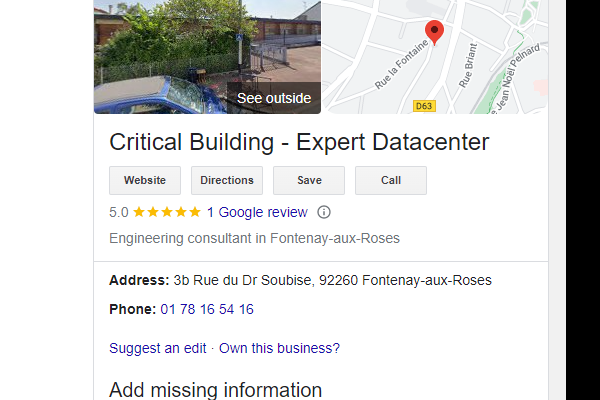 See outside
Rue la Fontaine
Rue Briant
Jean Noël Pelnard
D63
Critical Building - Expert Datacenter
Website
Directions
Save
Call
5.0 ★★★★★ 1 Google review
Engineering consultant in Fontenay-aux-Roses
Address: 3b Rue du Dr Soubise, 92260 Fontenay-aux-Roses
Phone: 01 78 16 54 16
Suggest an edit · Own this business?
Add missing information